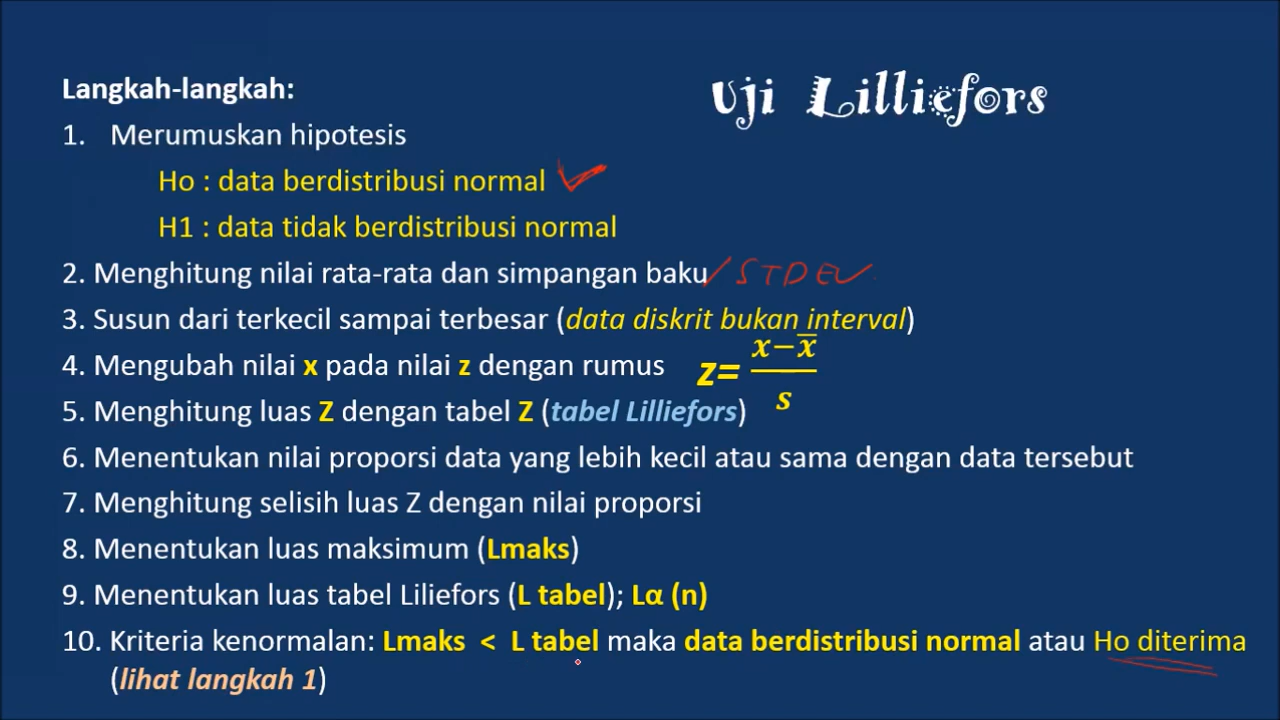 Uji Lilliefors
Langkah-langkah:
1. Merumuskan hipotesis
Ho : data berdistribusi normal
H1 : data tidak berdistribusi normal
2. Menghitung nilai rata-rata dan simpangan baku / STDEV
3. Susun dari terkecil sampai terbesar (data diskrit bukan interval)
4. Mengubah nilai x pada nilai z dengan rumus z= x−x̅ / s
5. Menghitung luas Z dengan tabel Z (tabel Lilliefors)
6. Menentukan nilai proporsi data yang lebih kecil atau sama dengan data tersebut
7. Menghitung selisih luas Z dengan nilai proporsi
8. Menentukan luas maksimum (Lmaks)
9. Menentukan luas tabel Liliefors (L tabel); Lα (n)
10. Kriteria kenormalan: Lmaks < L tabel maka data berdistribusi normal atau Ho diterima
(lihat langkah 1)